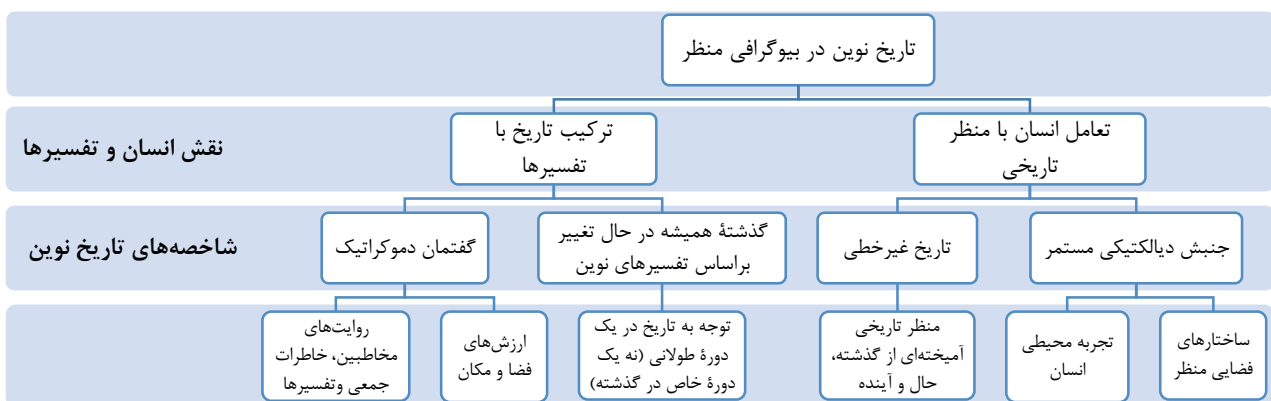 تاریخ نوین در بیوگرافی منظر
نقش انسان و تفسیرها
تعامل انسان با منظر
تاریخی
ترکیب تاریخ با
تفسیرها
شاخصه‌های تاریخ نوین
جنبش دیالکتیکی مستمر
تاریخ غیرخطی
گذشتۀ همیشه در حال تغییر
براساس تفسیرهای نوین
گفتمان دموکراتیک
ساختارهای
فضایی منظر
تجربه محیطی
انسان
منظر تاریخی
آمیخته‌ای از گذشته،
حال و آینده
توجه به تاریخ در یک
دورۀ طولانی (نه یک
دورۀ خاص در گذشته)
ارزش‌های
فضا و مکان
روایت‌های
مخاطبین، خاطرات
جمعی وتفسیرها